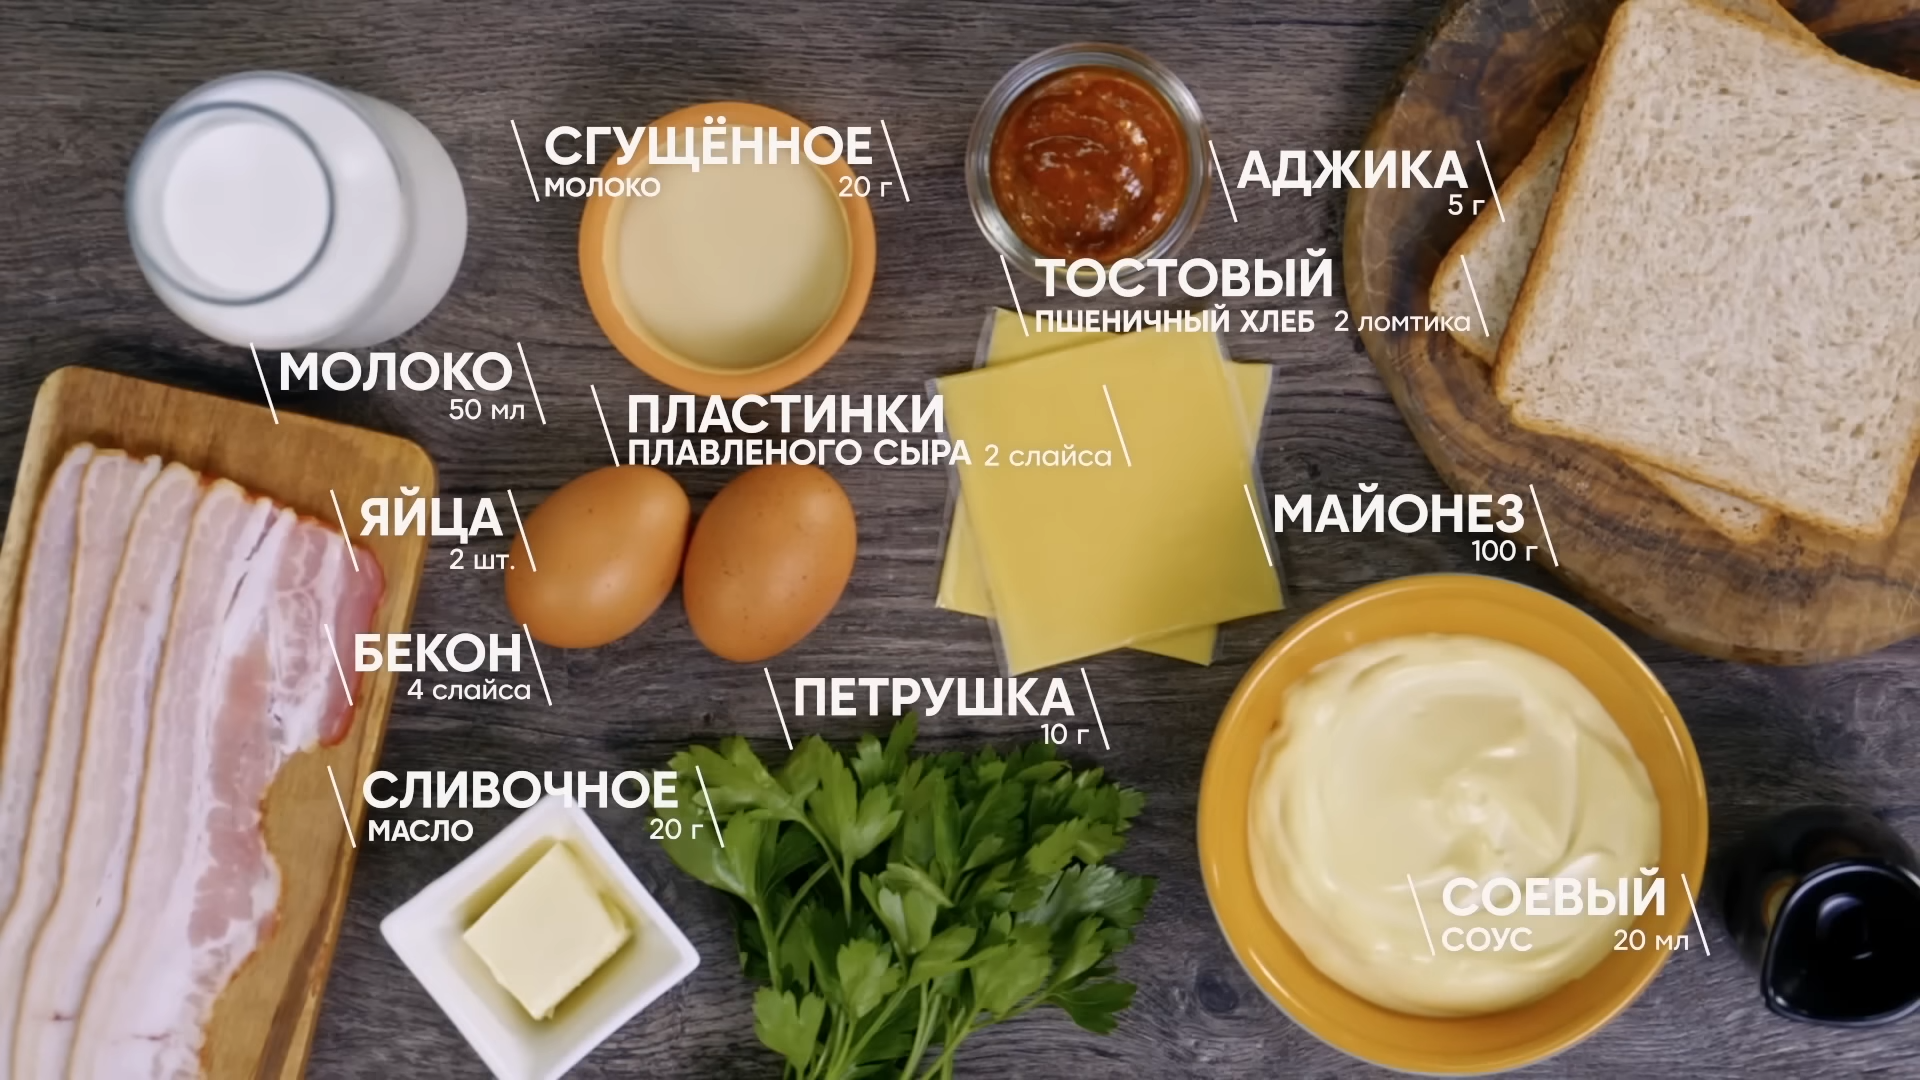 СГУЩЁННОЕ
МОЛОКО 20 г
АДЖИКА
5 г
ТОСТОВЫЙ
ПШЕНИЧНЫЙ ХЛЕБ 2 ломтика
МОЛОКО
50 мл
ПЛАСТИНКИ
ПЛАВЛЕНОГО СЫРА 2 слайса
ЯЙЦА
2 шт.
МАЙОНЕЗ
100 г
БЕКОН
4 слайса
ПЕТРУШКА
10 г
СЛИВОЧНОЕ
МАСЛО 20 г
СОЕВЫЙ
СОУС 20 мл